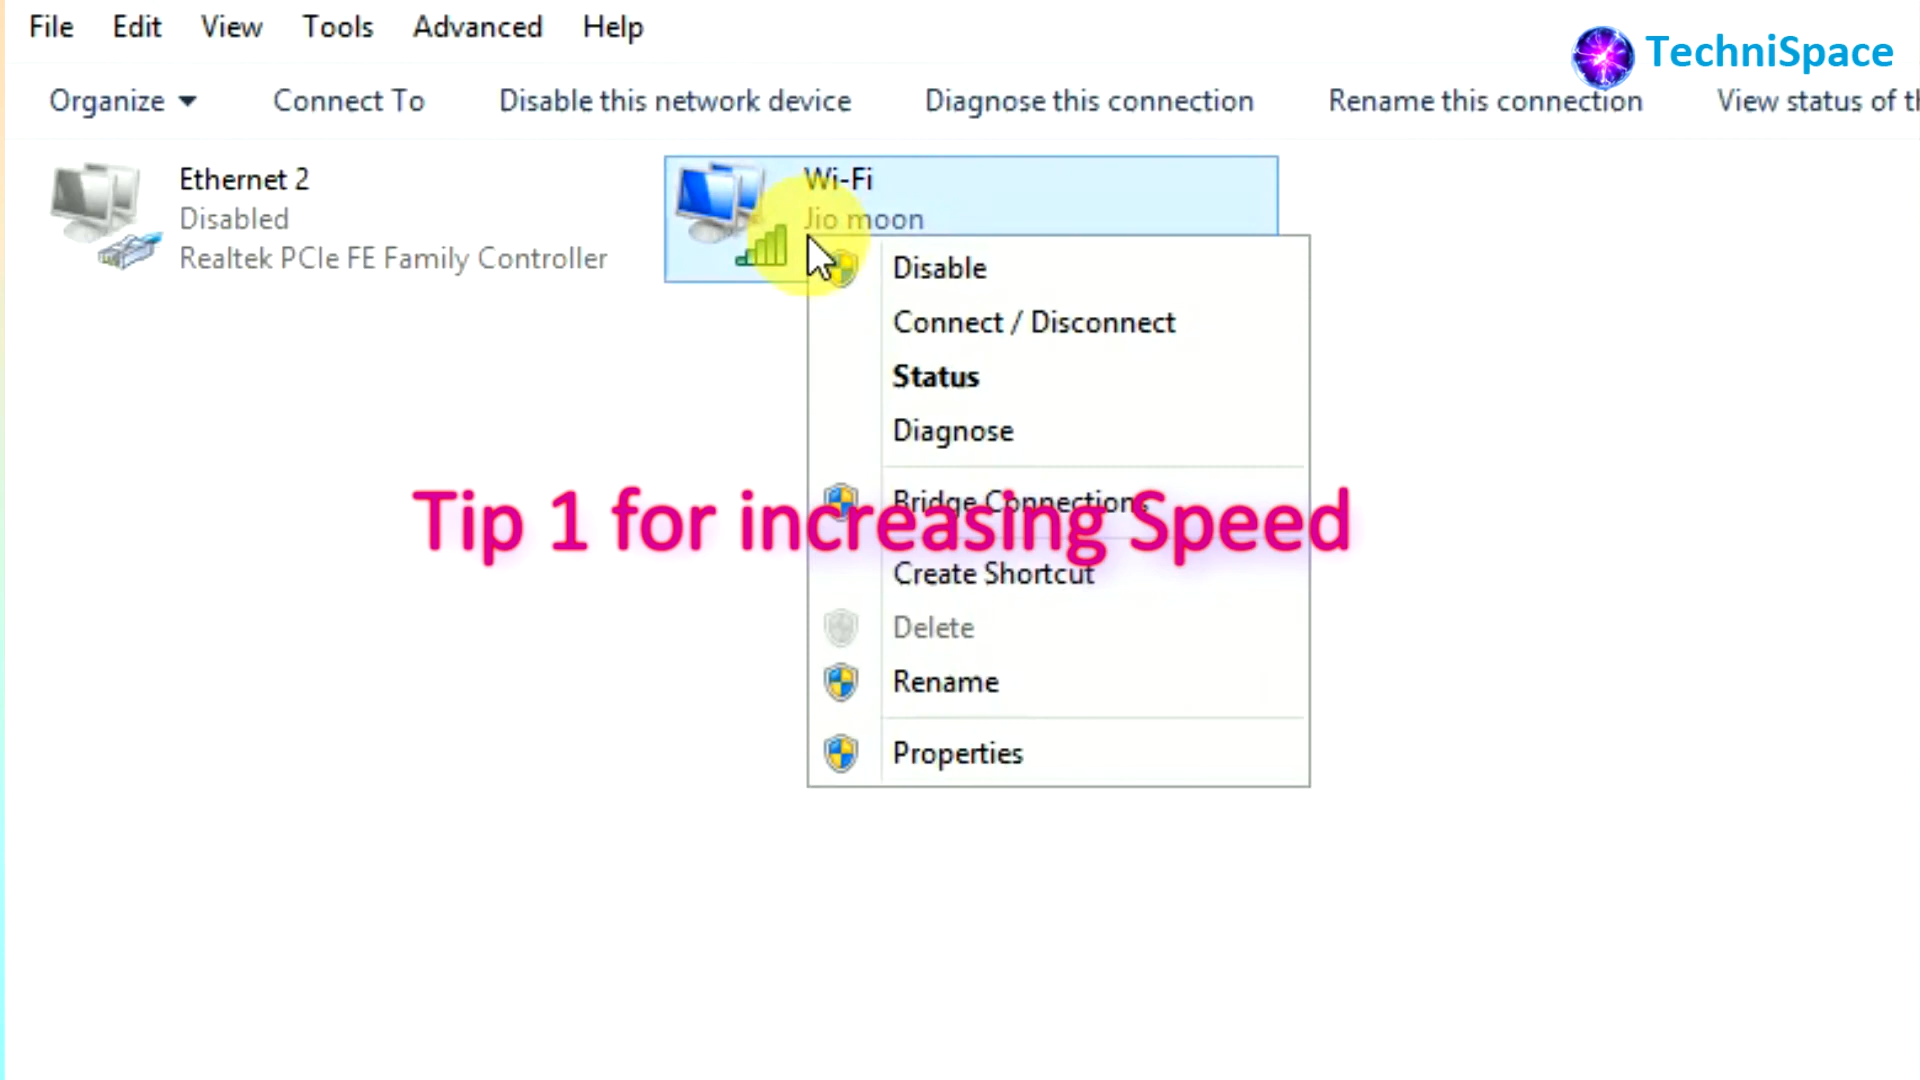 File Edit View Tools Advanced Help
TechniSpace
Organize Connect To Disable this network device Diagnose this connection Rename this connection View status of
Ethernet 2
Disabled
Realtek PCIe FE Family Controller
Wi-Fi
Jio moon
Disable
Connect / Disconnect
Status
Diagnose
Bridge Connections
Tip 1 for increasing Speed
Create Shortcut
Delete
Rename
Properties